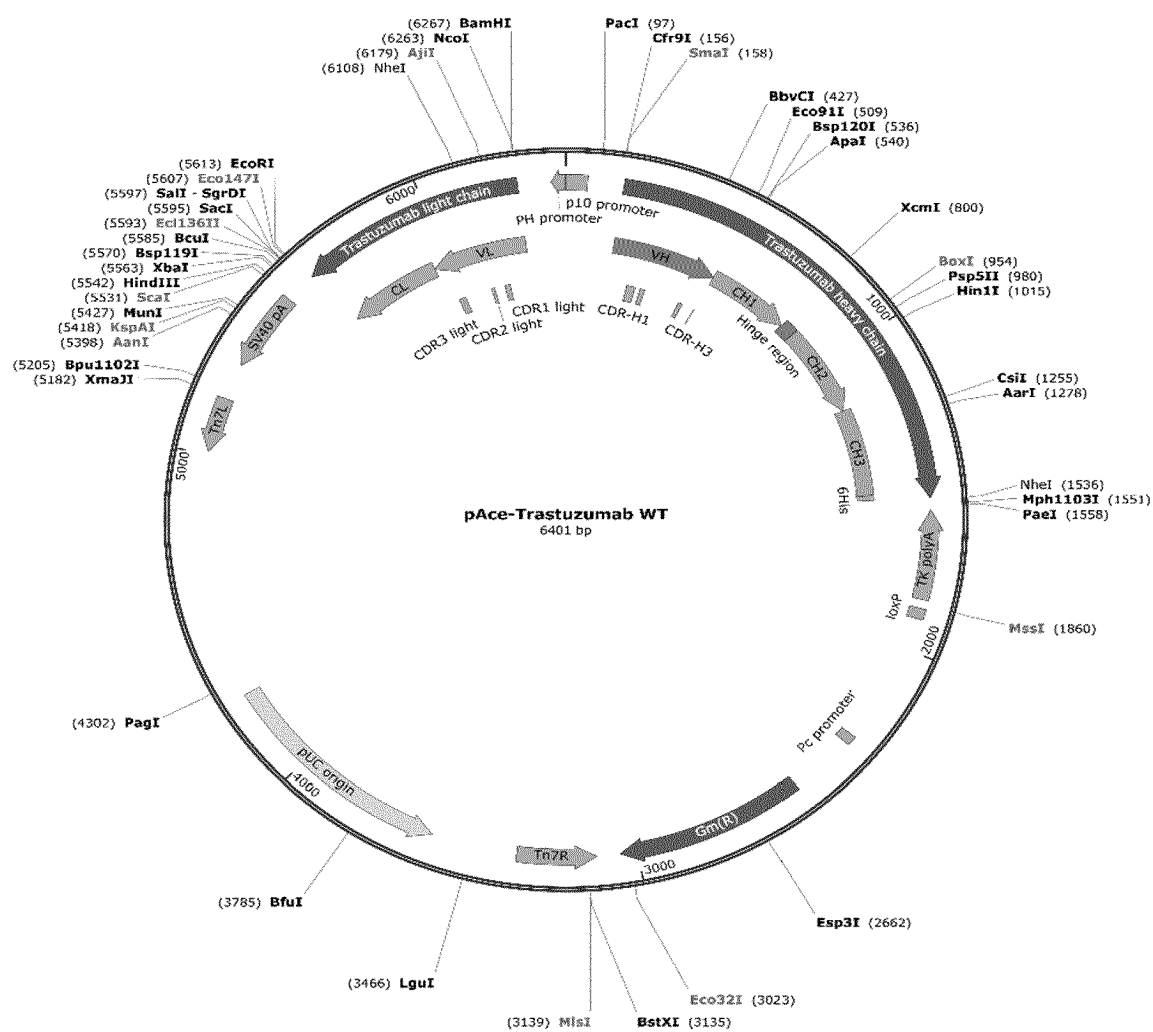 (6267) BamHI
(6263) NcoI
(6179) AjiI
(6108) NheI
PacI (97)
Cfr9I (156)
SmaI (158)
BbvCI (427)
Eco91I (509)
Bsp120I (536)
ApaI (540)
XcmI (800)
BoxI (954)
Psp5II (980)
Hin1I (1015)
CsiI (1255)
AarI (1278)
NheI (1536)
Mph1103I (1551)
PaeI (1558)
MssI (1860)
Esp3I (2662)
Eco32I (3023)
BstXI (3135)
(3139) MlsI
(3466) LguI
(3785) BfuI
(4302) PagI
(5182) XmaJI
(5205) Bpu1102I
(5398) AanI
(5418) KspAI
(5427) MunI
(5531) ScaI
(5542) HindIII
(5563) XbaI
(5570) Bsp119I
(5585) BcuI
(5593) Ecl136II
(5595) SacI
(5597) SalI - SgrDI
(5607) Eco147I
(5613) EcoRI
1000
2000
3000
4000
5000
6000
p10 promoter
PH promoter
Trastuzumab heavy chain
VH
CH1
Hinge region
CH2
CH3
6His
CDR-H1
CDR-H3
TK polyA
loxP
Pc promoter
Gm(R)
Tn7R
pUC origin
Tn7L
SV40 pA
Trastuzumab light chain
VL
CL
CDR1 light
CDR2 light
CDR3 light
pAce-Trastuzumab WT
6401 bp